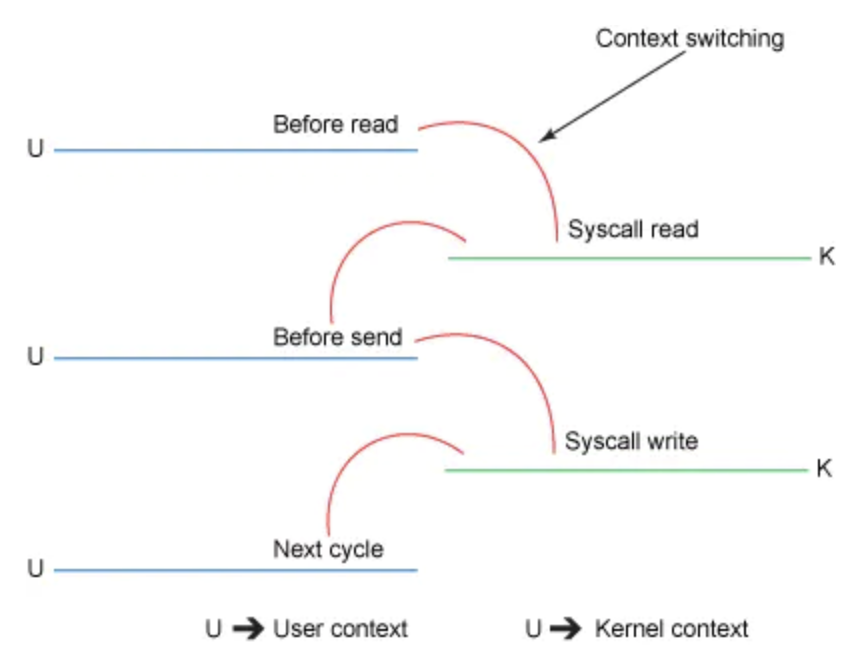 Context switching
Before read
U
Syscall read
K
Before send
U
Syscall write
K
Next cycle
U
U ➔ User context
U ➔ Kernel context